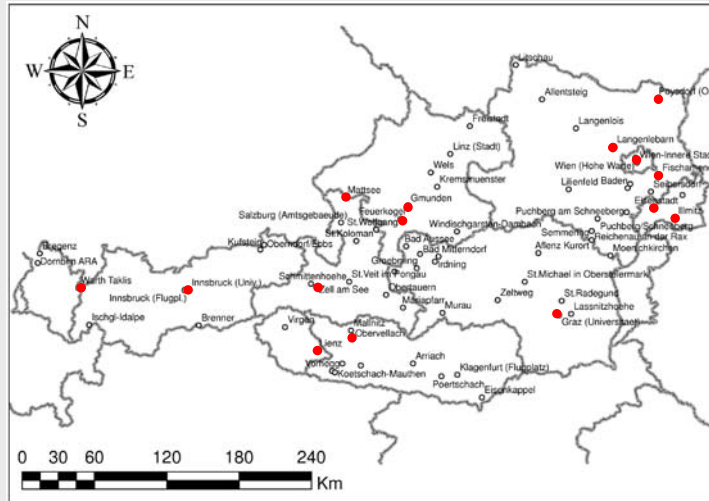 N
W E
S
Litschau
Allentsteig
Poysdorf (O
Langenlois
Freistadt
Langenlebarn
Linz (Stadt)
Wien-Innere Stad
Wien (Hohe Warte)
Fischamend
Wels
Kremsmuenster
Lilienfeld
Baden
Seibersdorf
Mattsee
Gmunden
Eisenstadt
Feuerkogel
Illmitz
Salzburg (Amtsgebaeude)
St.Wolfgang
Windischgarsten-Dambach
Puchberg am Schneeberg
Puchberg/Schneeberg
St.Koloman
Semmering
Reichenau an der Rax
Bregenz
Kufstein
Oberndorf-Ebbs
Bad Aussee
Bad Mitterndorf
Aflenz Kurort
Moenichkirchen
Dornbirn ARA
Groebming
Irdning
Warth Taklis
Innsbruck (Univ.)
Schmittenhoehe
St.Veit im Pongau
St.Michael in Obersteiermark
Innsbruck (Flugpl.)
Zell am See
Obertauern
Zeltweg
St.Radegund
Mariapfarr
Murau
Lassnitzhoehe
Ischgl-Idalpe
Brenner
Virgen
Mallnitz
Graz (Universitaet)
Obervellach
Lienz
Arriach
Vorhegg
Koetschach-Mauthen
Klagenfurt (Flugplatz)
Poertschach
Eisenkappel
0 30 60 120 180 240
Km